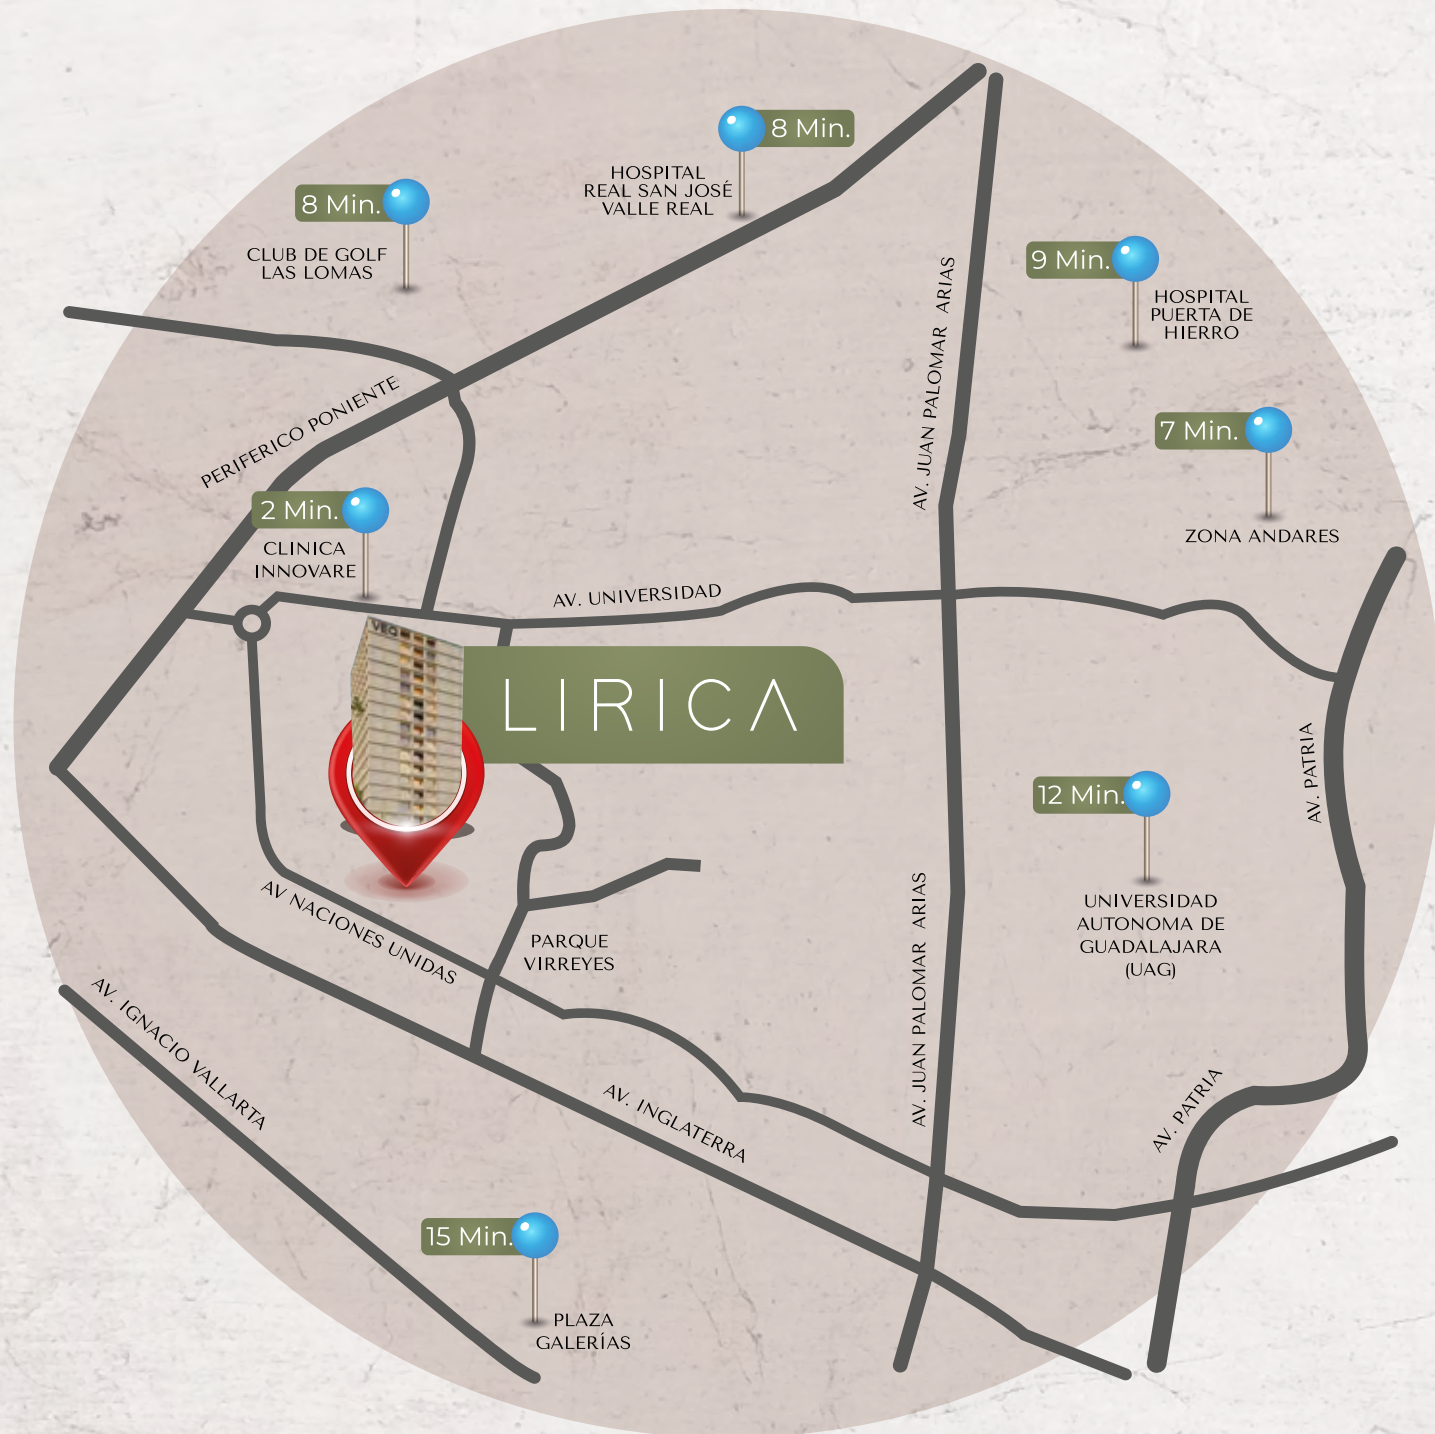 8 Min.
HOSPITAL
REAL SAN JOSÉ
VALLE REAL
8 Min.
CLUB DE GOLF
LAS LOMAS
9 Min.
HOSPITAL
PUERTA DE
HIERRO
AV. JUAN PALOMAR ARIAS
PERIFERICO PONIENTE
7 Min.
ZONA ANDARES
2 Min.
CLINICA
INNOVARE
AV. UNIVERSIDAD
VEQ
LIRICA
AV. PATRIA
12 Min.
UNIVERSIDAD
AUTONOMA DE
GUADALAJARA
(UAG)
AV NACIONES UNIDAS
PARQUE
VIRREYES
AV. JUAN PALOMAR ARIAS
AV. IGNACIO VALLARTA
AV. INGLATERRA
AV. PATRIA
15 Min.
PLAZA
GALERÍAS